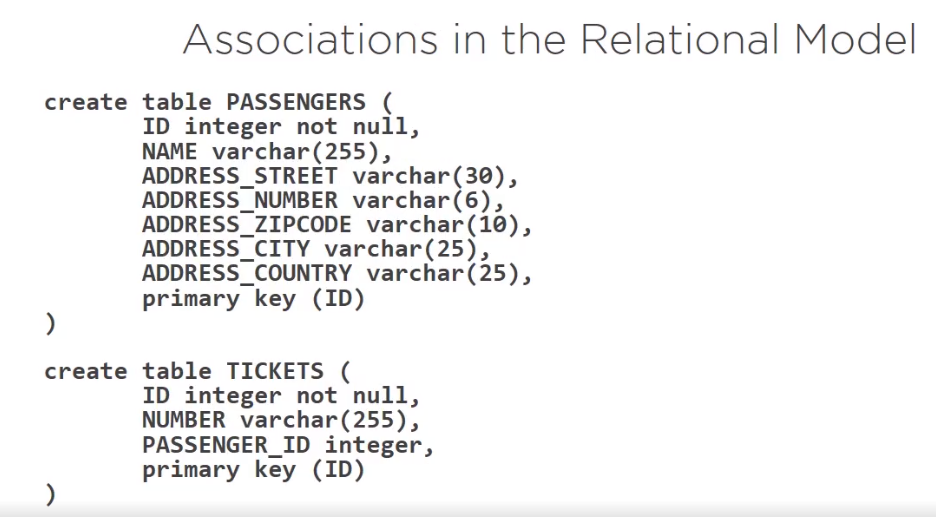 Associations in the Relational Model
create table PASSENGERS (
ID integer not null,
NAME varchar(255),
ADDRESS_STREET varchar(30),
ADDRESS_NUMBER varchar(6),
ADDRESS_ZIPCODE varchar(10),
ADDRESS_CITY varchar(25),
ADDRESS_COUNTRY varchar(25),
primary key (ID)
)
create table TICKETS (
ID integer not null,
NUMBER varchar(255),
PASSENGER_ID integer,
primary key (ID)
)